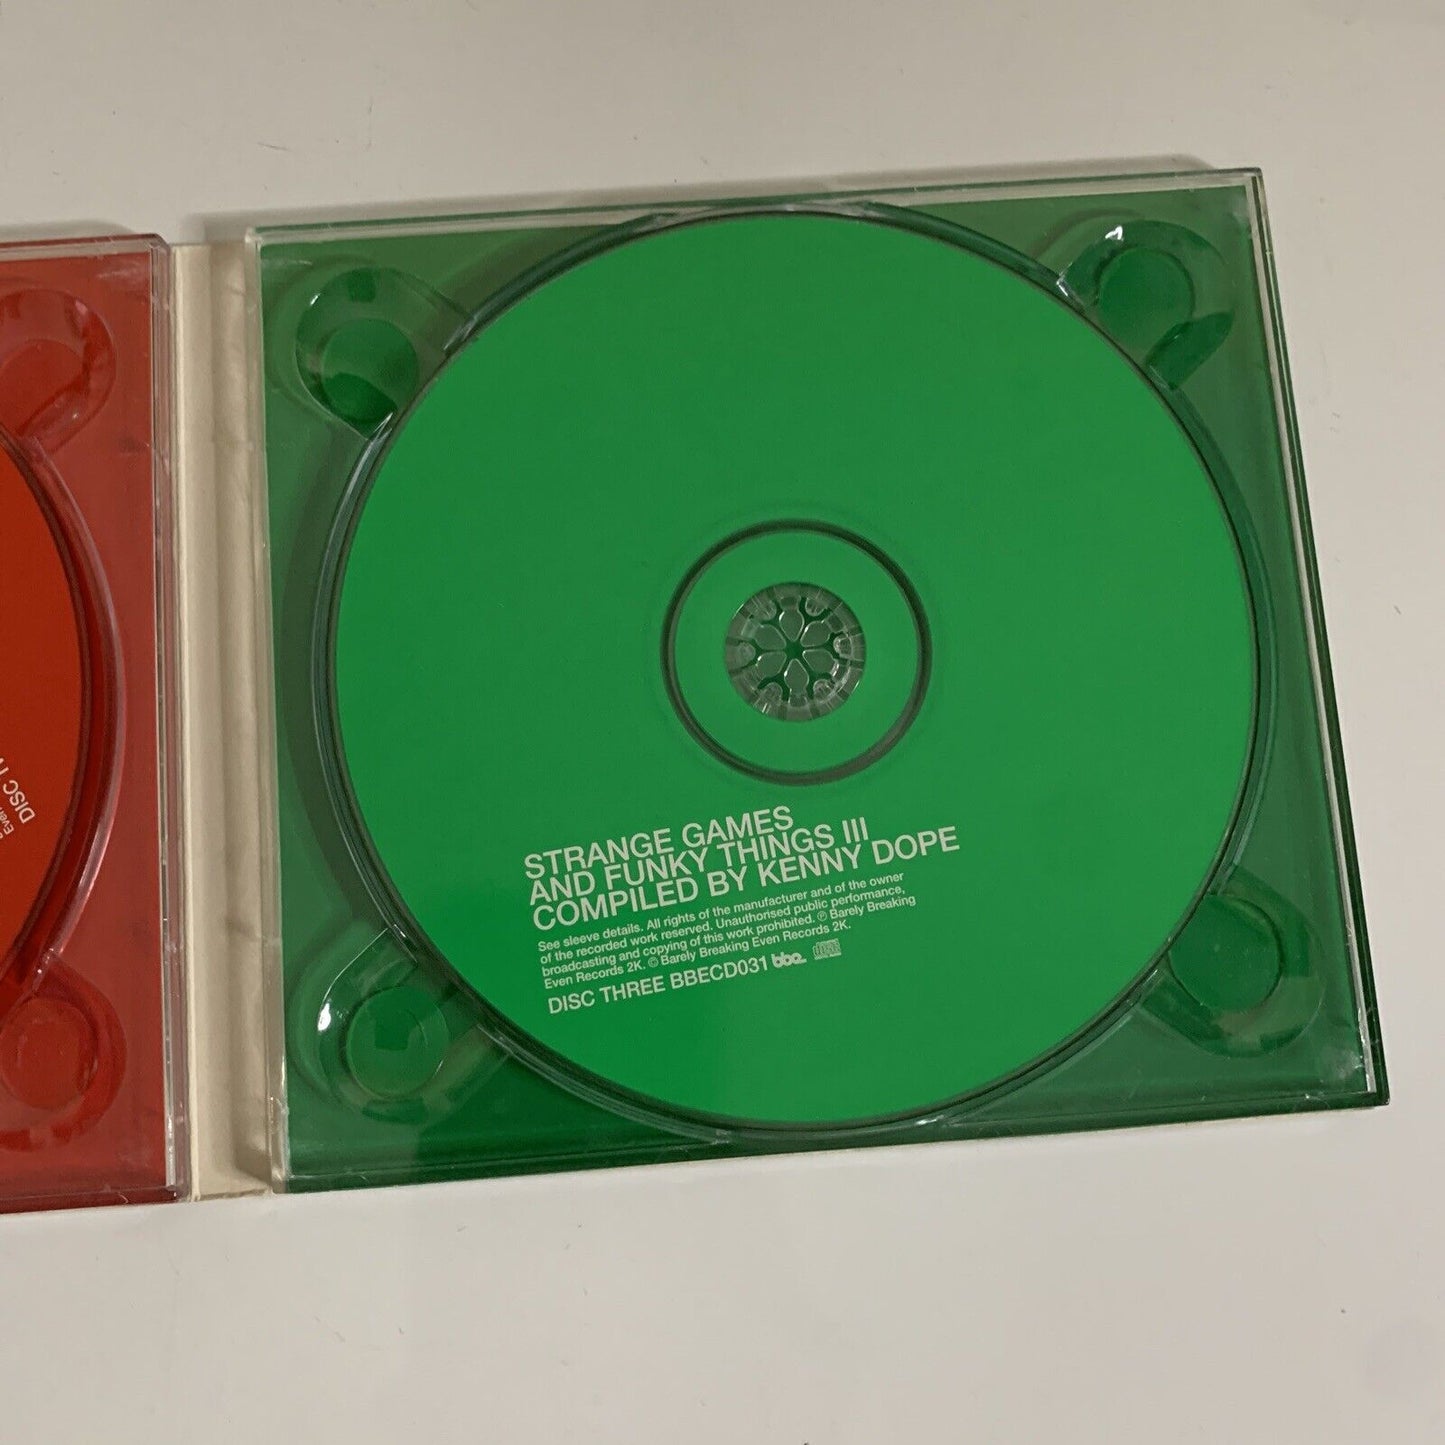 STRANGE GAMES
AND FUNKY THINGS III
COMPILED BY KENNY DOPE
See sleeve details. All rights of the manufacturer and of the owner
of the recorded work reserved. Unauthorised public performance,
broadcasting and copying of this work prohibited. ℗ Barely Breaking
Even Records 2K. © Barely Breaking Even Records 2K.
DISC THREE BBECD031 bbe
DISC
Even